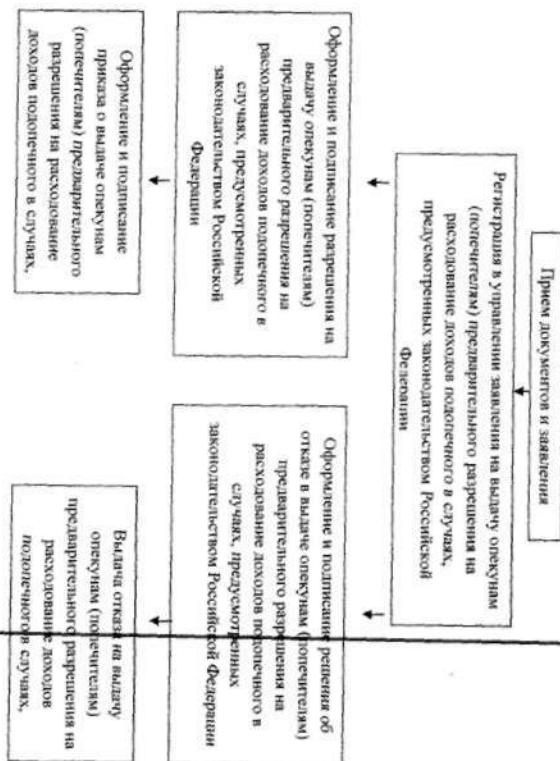 Прием документов и заявления
Регистрация в управлении заявления на выдачу опекунам
(попечителям) предварительного разрешения на
расходование доходов подопечного в случаях,
предусмотренных законодательством Российской
Федерации
Оформление и подписание разрешения на
выдачу опекунам (попечителям)
предварительного разрешения на
расходование доходов подопечного в
случаях, предусмотренных
законодательством Российской
Федерации
Оформление и подписание решения об
отказе в выдаче опекунам (попечителям)
предварительного разрешения на
расходование доходов подопечного в
случаях, предусмотренных
законодательством Российской Федерации
Оформление и подписание
приказа о выдаче опекунам
(попечителям) предварительного
разрешения на расходование
доходов подопечного в случаях,
Выдача отказа на выдачу
опекунам (попечителям)
предварительного разрешения на
расходование доходов
подопечного в случаях,